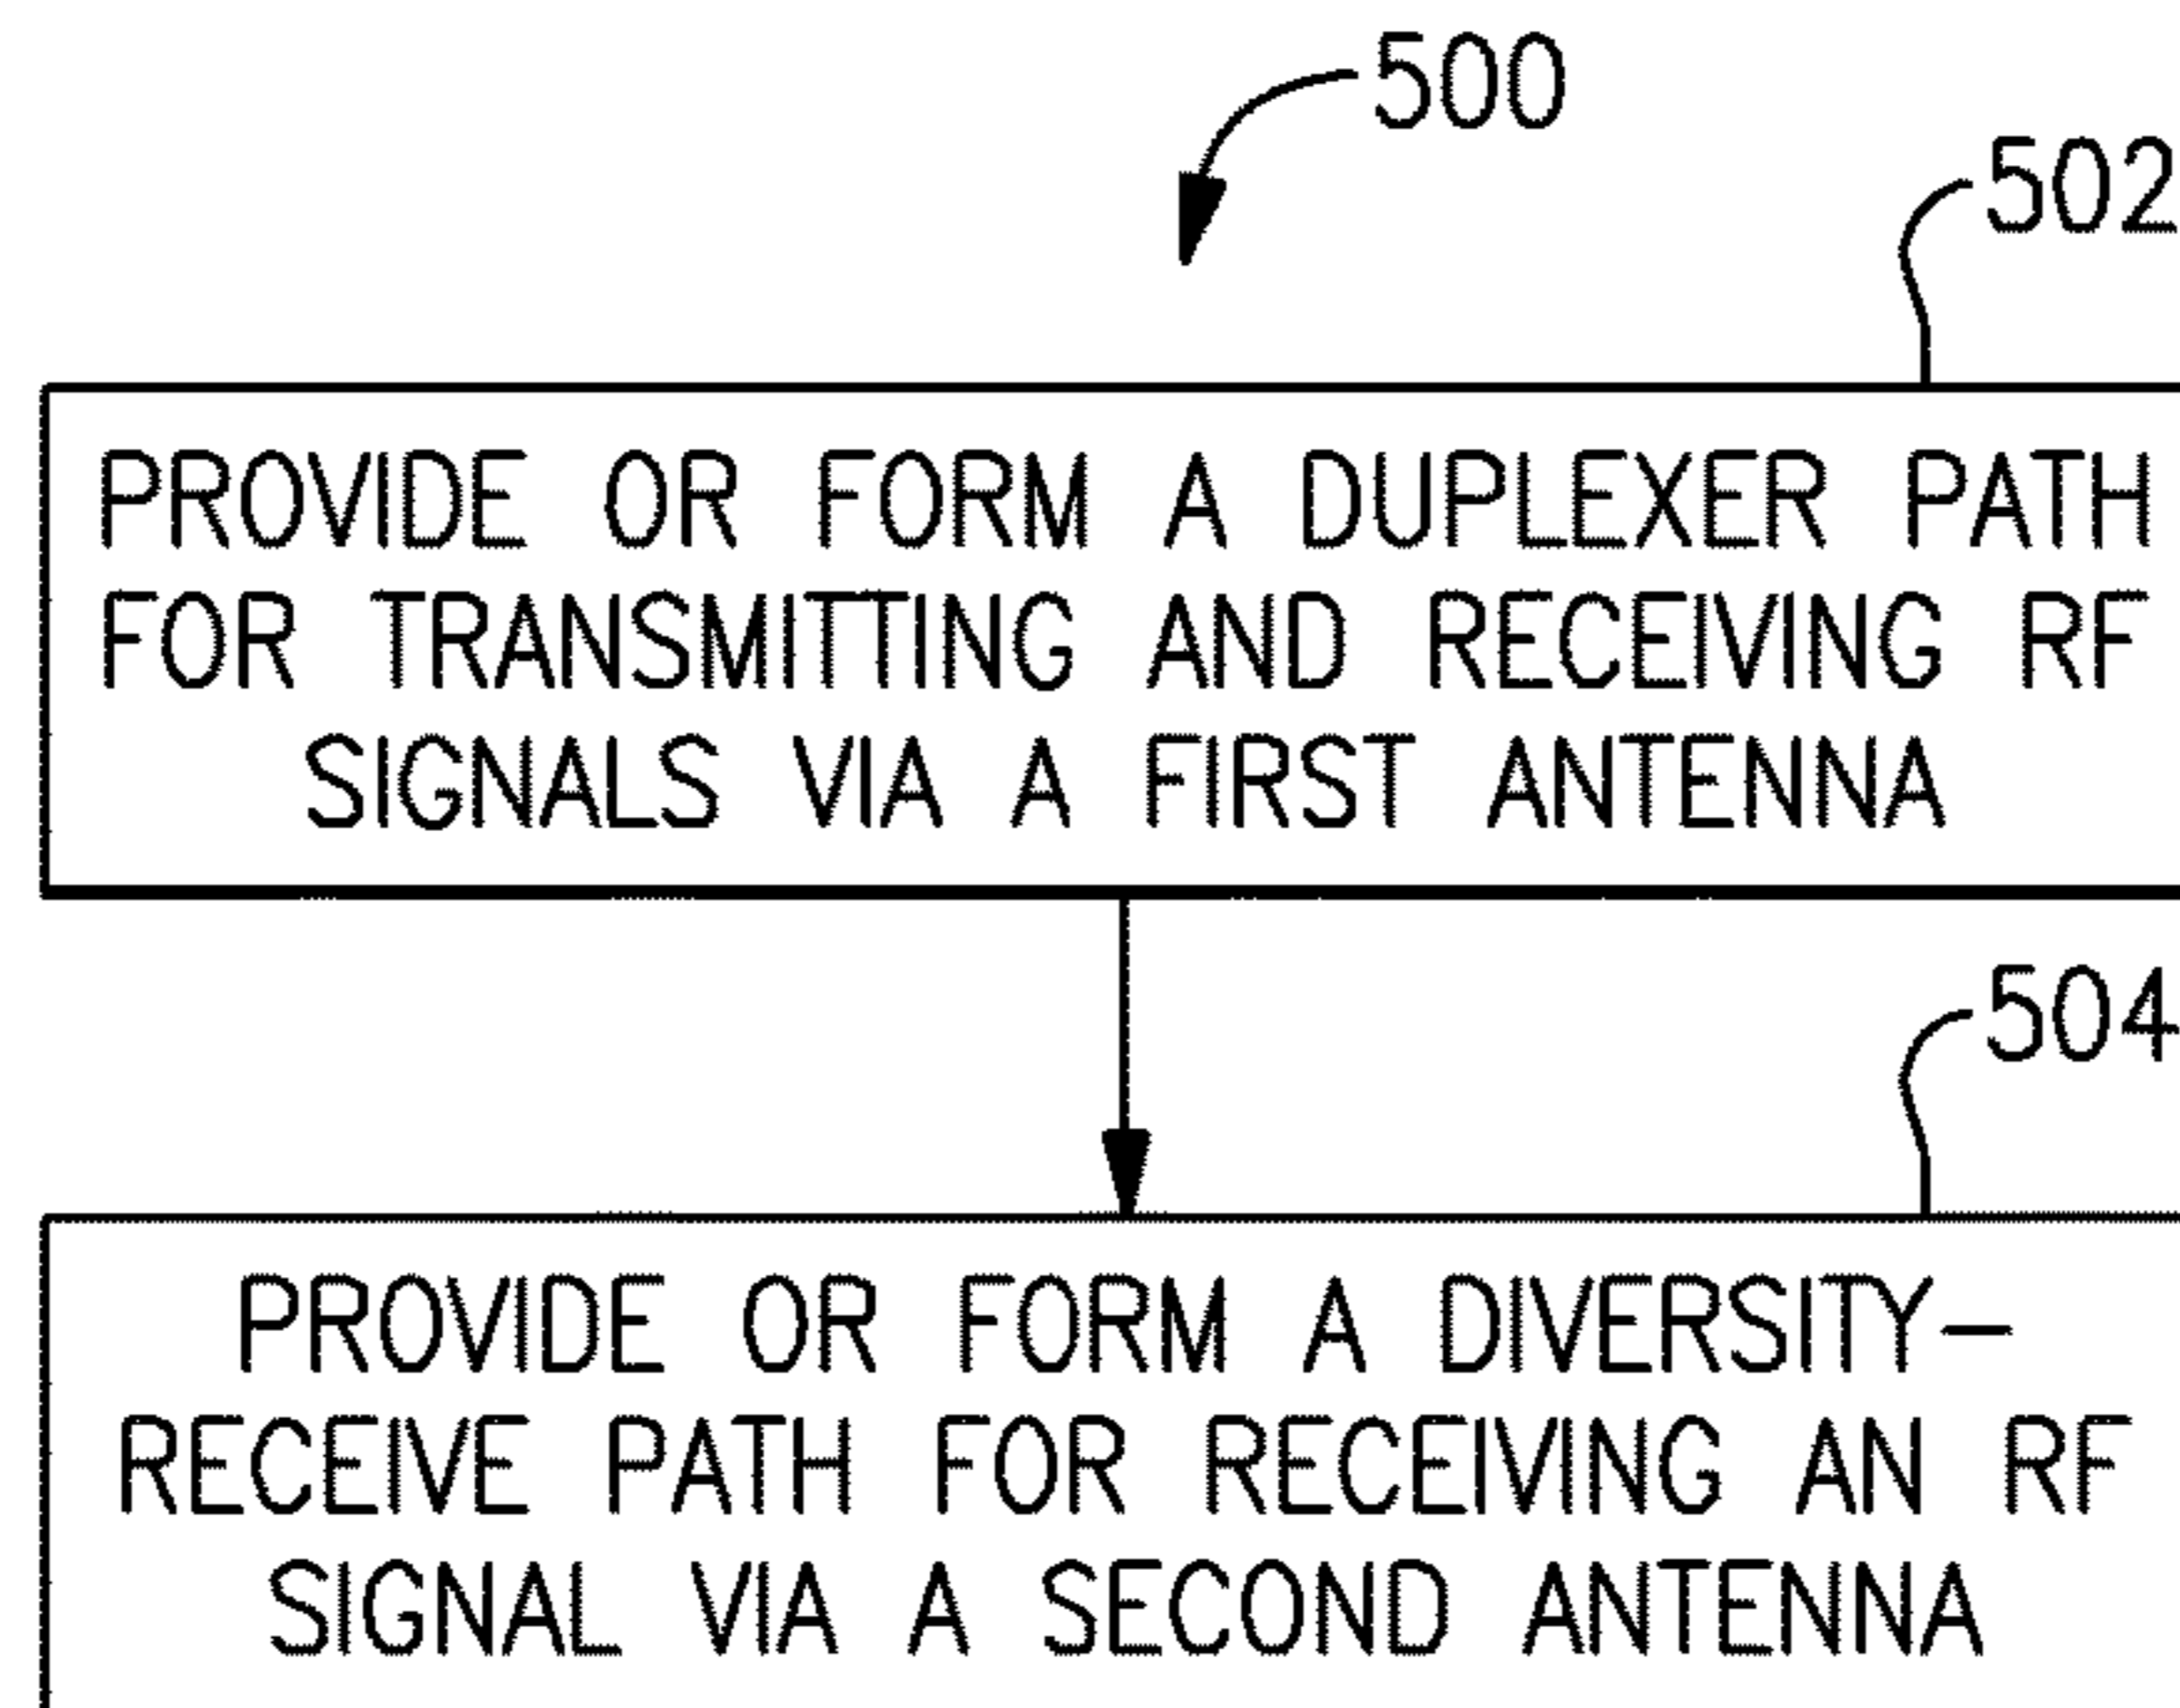 500
502
PROVIDE OR FORM A DUPLEXER PATH
FOR TRANSMITTING AND RECEIVING RF
SIGNALS VIA A FIRST ANTENNA
504
PROVIDE OR FORM A DIVERSITY-
RECEIVE PATH FOR RECEIVING AN RF
SIGNAL VIA A SECOND ANTENNA